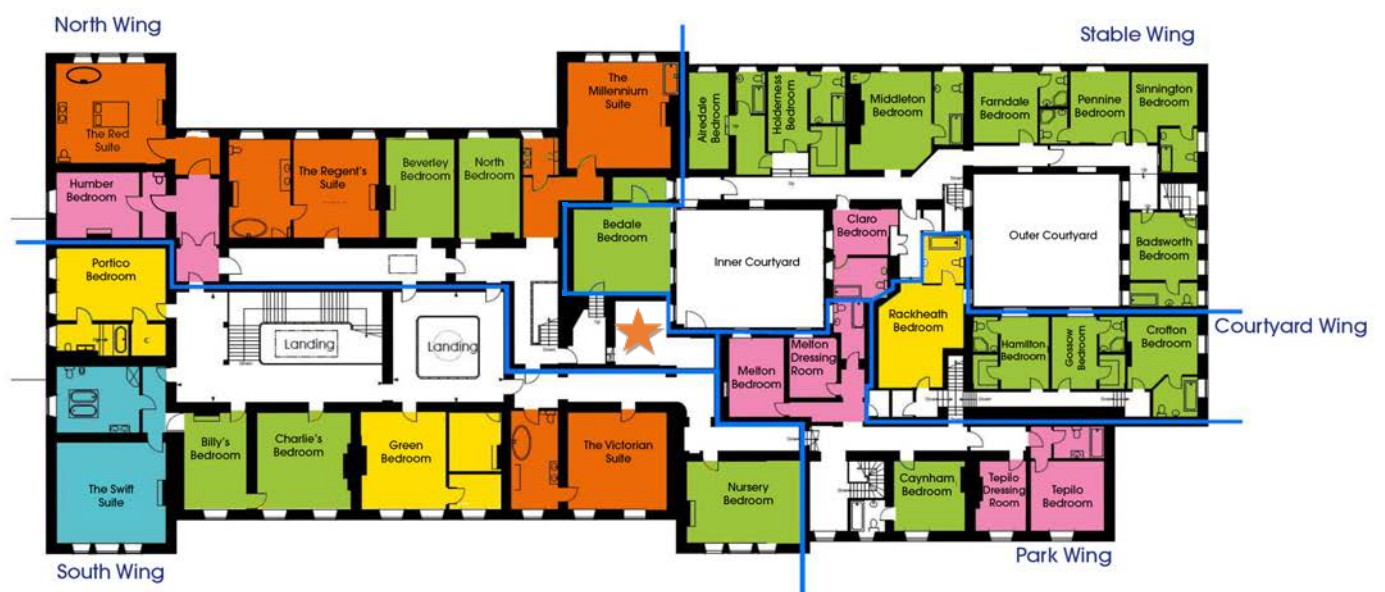 North Wing
Stable Wing
The Red
Suite
The
Millennium
Suite
Airedale
Bedroom
Holderness
Bedroom
Middleton
Bedroom
Farndale
Bedroom
Pennine
Bedroom
Sinnington
Bedroom
Humber
Bedroom
The Regent's
Suite
Beverley
Bedroom
North
Bedroom
Bedale
Bedroom
Inner Courtyard
Claro
Bedroom
Outer Courtyard
Badsworth
Bedroom
Portico
Bedroom
C
Landing
Landing
Rackheath
Bedroom
Hamilton
Bedroom
Gossow
Bedroom
Crofton
Bedroom
Courtyard Wing
Melton
Bedroom
Melton
Dressing
Room
Billy's
Bedroom
Charlie's
Bedroom
Green
Bedroom
The Victorian
Suite
The Swift
Suite
Nursery
Bedroom
Caynham
Bedroom
Tepilo
Dressing
Room
Tepilo
Bedroom
South Wing
Park Wing